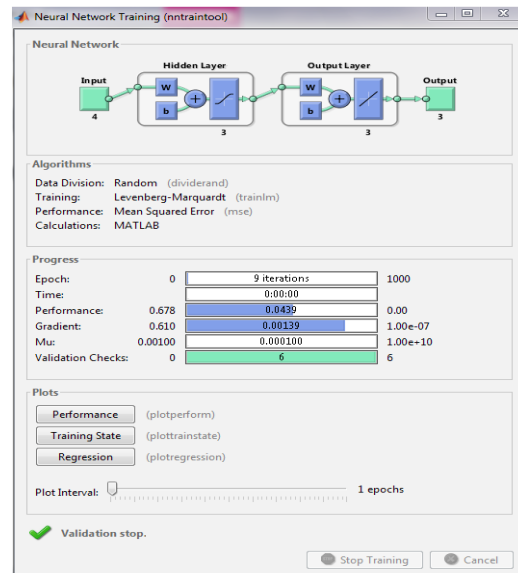 Neural Network Training (nntraintool)
Neural Network
Hidden Layer Output Layer
Input Output
W W
b b
4 3 3 3
Algorithms
Data Division: Random (dividerand)
Training: Levenberg-Marquardt (trainlm)
Performance: Mean Squared Error (mse)
Calculations: MATLAB
Progress
Epoch: 0 9 iterations 1000
Time: 0:00:00
Performance: 0.678 0.0439 0.00
Gradient: 0.610 0.00139 1.00e-07
Mu: 0.00100 0.000100 1.00e+10
Validation Checks: 0 6 6
Plots
Performance (plotperform)
Training State (plottrainstate)
Regression (plotregression)
Plot Interval: 1 epochs
Validation stop.
Stop Training Cancel